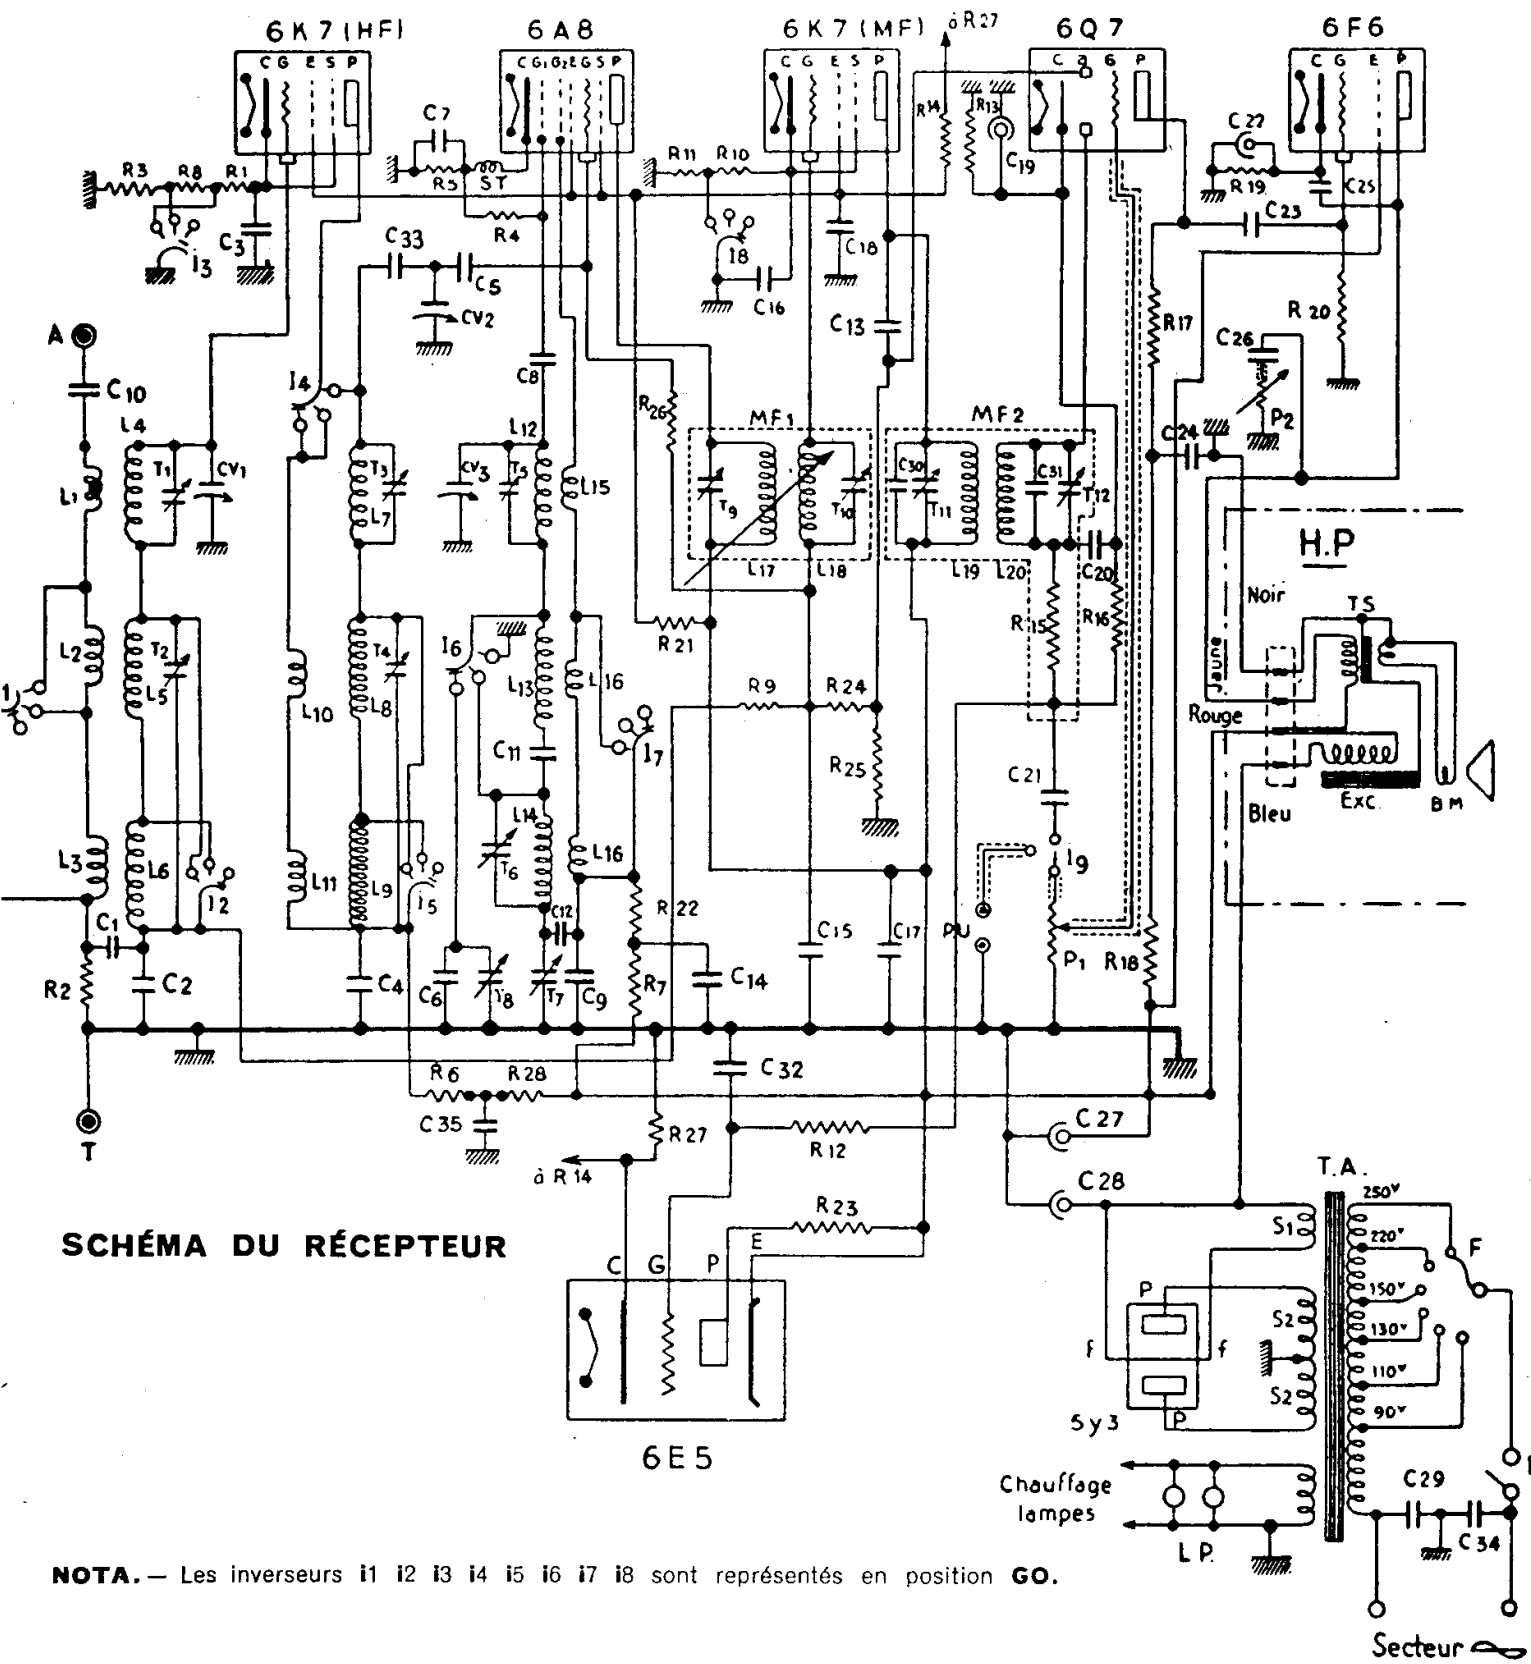 6K7(HF) 6A8 6K7(MF) à R27 6Q7 6F6
C G E S P
C G1 G2 E G S P
C G E S P
C G P
C G E P
C7 R14 R13 C27
R3 R8 R1 R5 ST R11 R10 C19 R19 C25
I3 C3 R4 C33 C5 I8 C16 C18 C23
CV2 C13 R17 R20
A C26
C10 I4 C8 R26 P2
L4 L12 MF1 MF2 C24
L1 T1 CV1 T3 L7 CV3 T5 L15 T9 T10 C30 T11 C31 T12
L17 L18 L19 L20 C20
H.P
Noir TS
L2 T2 L5 T4 L8 I6 L13 L16 R21 R15 R16 Jaune
1 L10 C11 I7 R9 R24 R25 Rouge
C21 Exc. BM
Bleu
L3 L6 I2 L11 L9 I5 L14 T6 L16 I9
C1 C12 R22 C15 C17 PU P1 R18
R2 C2 C4 C6 T8 T7 C9 R7 C14
R6 R28 C32
C35 R27 R12 C27
T à R14 C28 T.A.
R23 S1 250v
SCHÉMA DU RÉCEPTEUR
C G P E 220v F
P 150v
S2 130v
f f
S2 110v
5y3 P 90v
6E5
Chauffage
lampes
LP.
C29 C34
NOTA.— Les inverseurs i1 i2 i3 i4 i5 i6 i7 i8 sont représentés en position GO.
Secteur